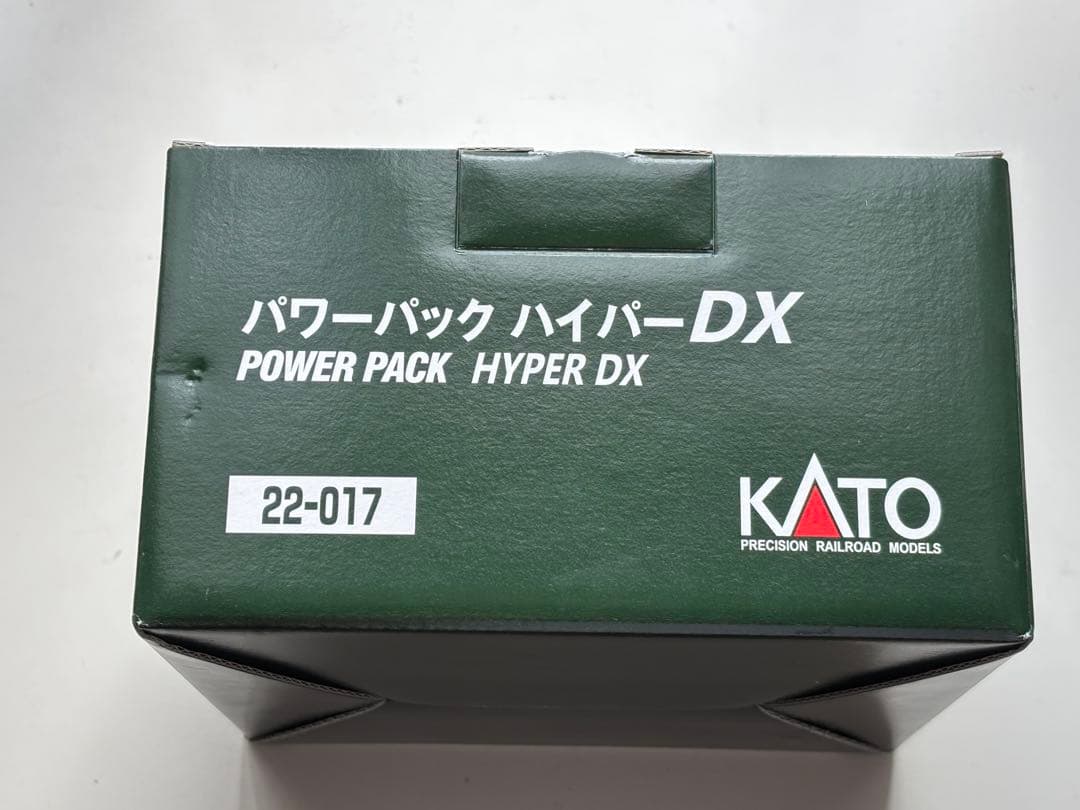 パワーパック ハイパーDX
POWER PACK HYPER DX
22-017
KATO
PRECISION RAILROAD MODELS